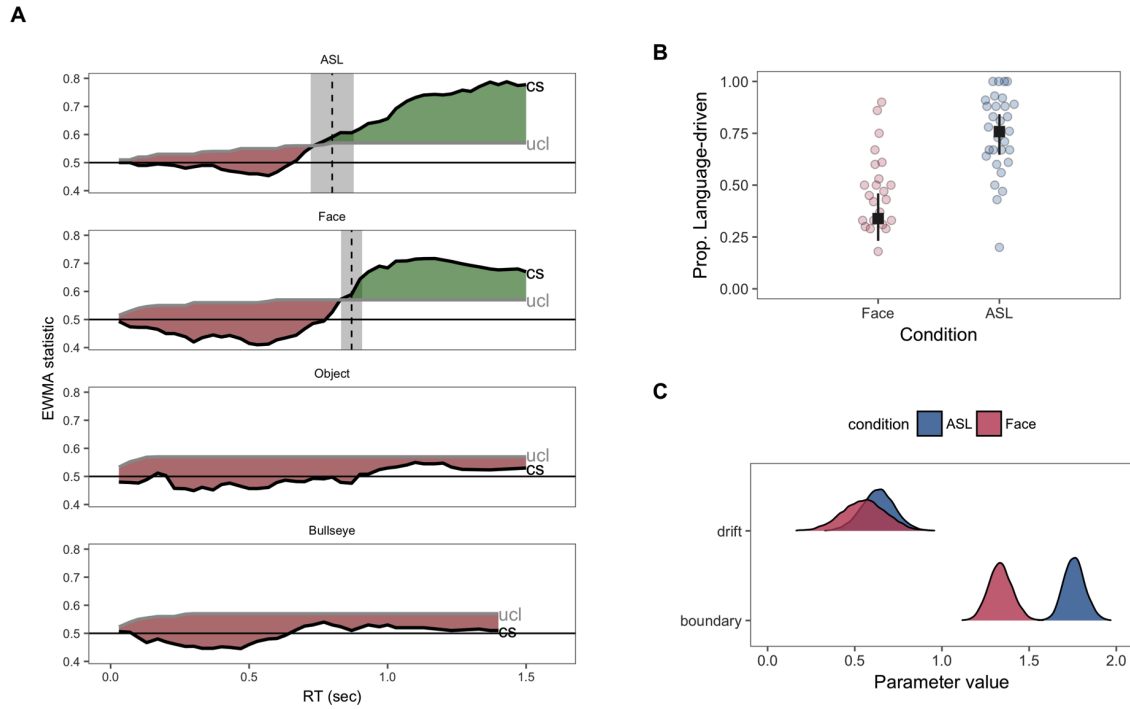 A
ASL
0.8
0.7
0.6
0.5
0.4
cs
ucl
Face
0.8
0.7
0.6
0.5
0.4
cs
ucl
Object
0.8
0.7
0.6
0.5
0.4
ucl
cs
Bullseye
0.8
0.7
0.6
0.5
0.4
ucl
cs
0.0 0.5 1.0 1.5
RT (sec)
EWMA statistic
B
1.00
0.75
0.50
0.25
0.00
Prop. Language-driven
Face ASL
Condition
C
condition ASL Face
drift
boundary
0.0 0.5 1.0 1.5 2.0
Parameter value